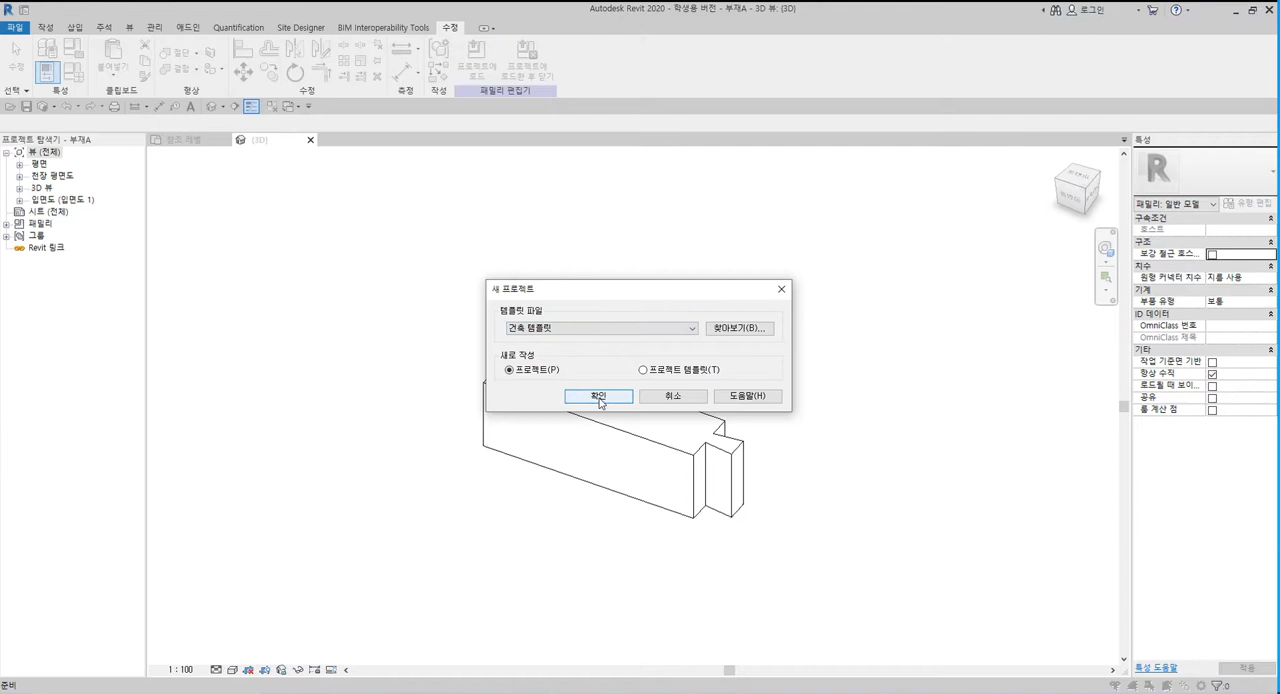 Autodesk Revit 2020 - 학생용 버전 - 부재A - 3D 뷰: {3D}
로그인
파일 작성 삽입 주석 뷰 관리 애드인 Quantification Site Designer BIM Interoperability Tools 수정
수정
붙여넣기
절단
결합
프로젝트에 로드
프로젝트에 로드한 후 닫기
선택 특성 클립보드 형상 수정 측정 작성 패밀리 편집기
프로젝트 탐색기 - 부재A
참조 레벨
{3D}
특성
뷰 (전체)
평면
천장 평면도
3D 뷰
입면도 (입면도 1)
시트 (전체)
패밀리
그룹
Revit 링크
새 프로젝트
템플릿 파일
건축 템플릿
찾아보기(B)...
새로 작성
프로젝트(P)
프로젝트 템플릿(T)
확인 취소 도움말(H)
패밀리: 일반 모델
유형 편집
구속조건
호스트
구조
보강 철근 호스...
치수
원형 커넥터 치수 지름 사용
기계
부품 유형 보통
ID 데이터
OmniClass 번호
OmniClass 제목
기타
작업 기준면 기반
항상 수직
로드될 때 보이...
공유
룸 계산 점
1 : 100
특성 도움말
적용
준비
:0